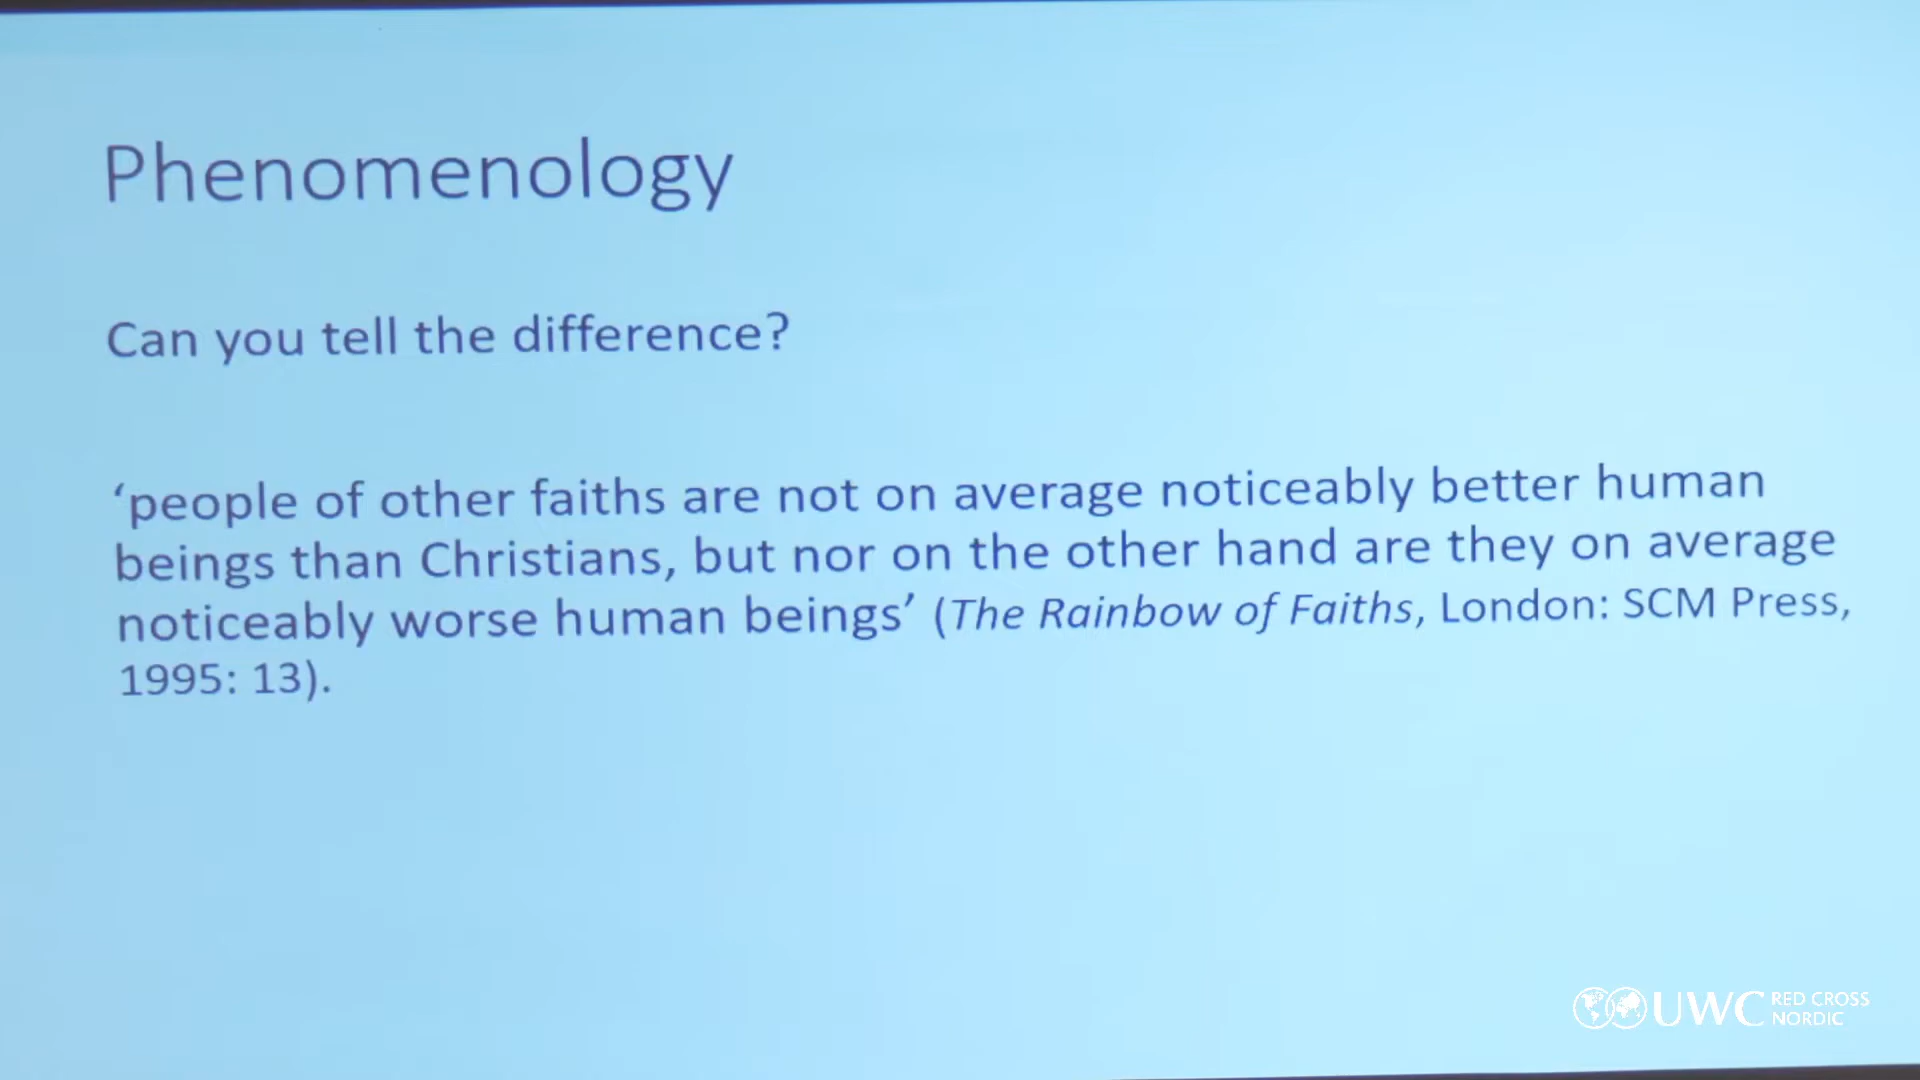 Phenomenology
Can you tell the difference?
‘people of other faiths are not on average noticeably better human
beings than Christians, but nor on the other hand are they on average
noticeably worse human beings’ (The Rainbow of Faiths, London: SCM Press,
1995: 13).
UWC RED CROSS
NORDIC